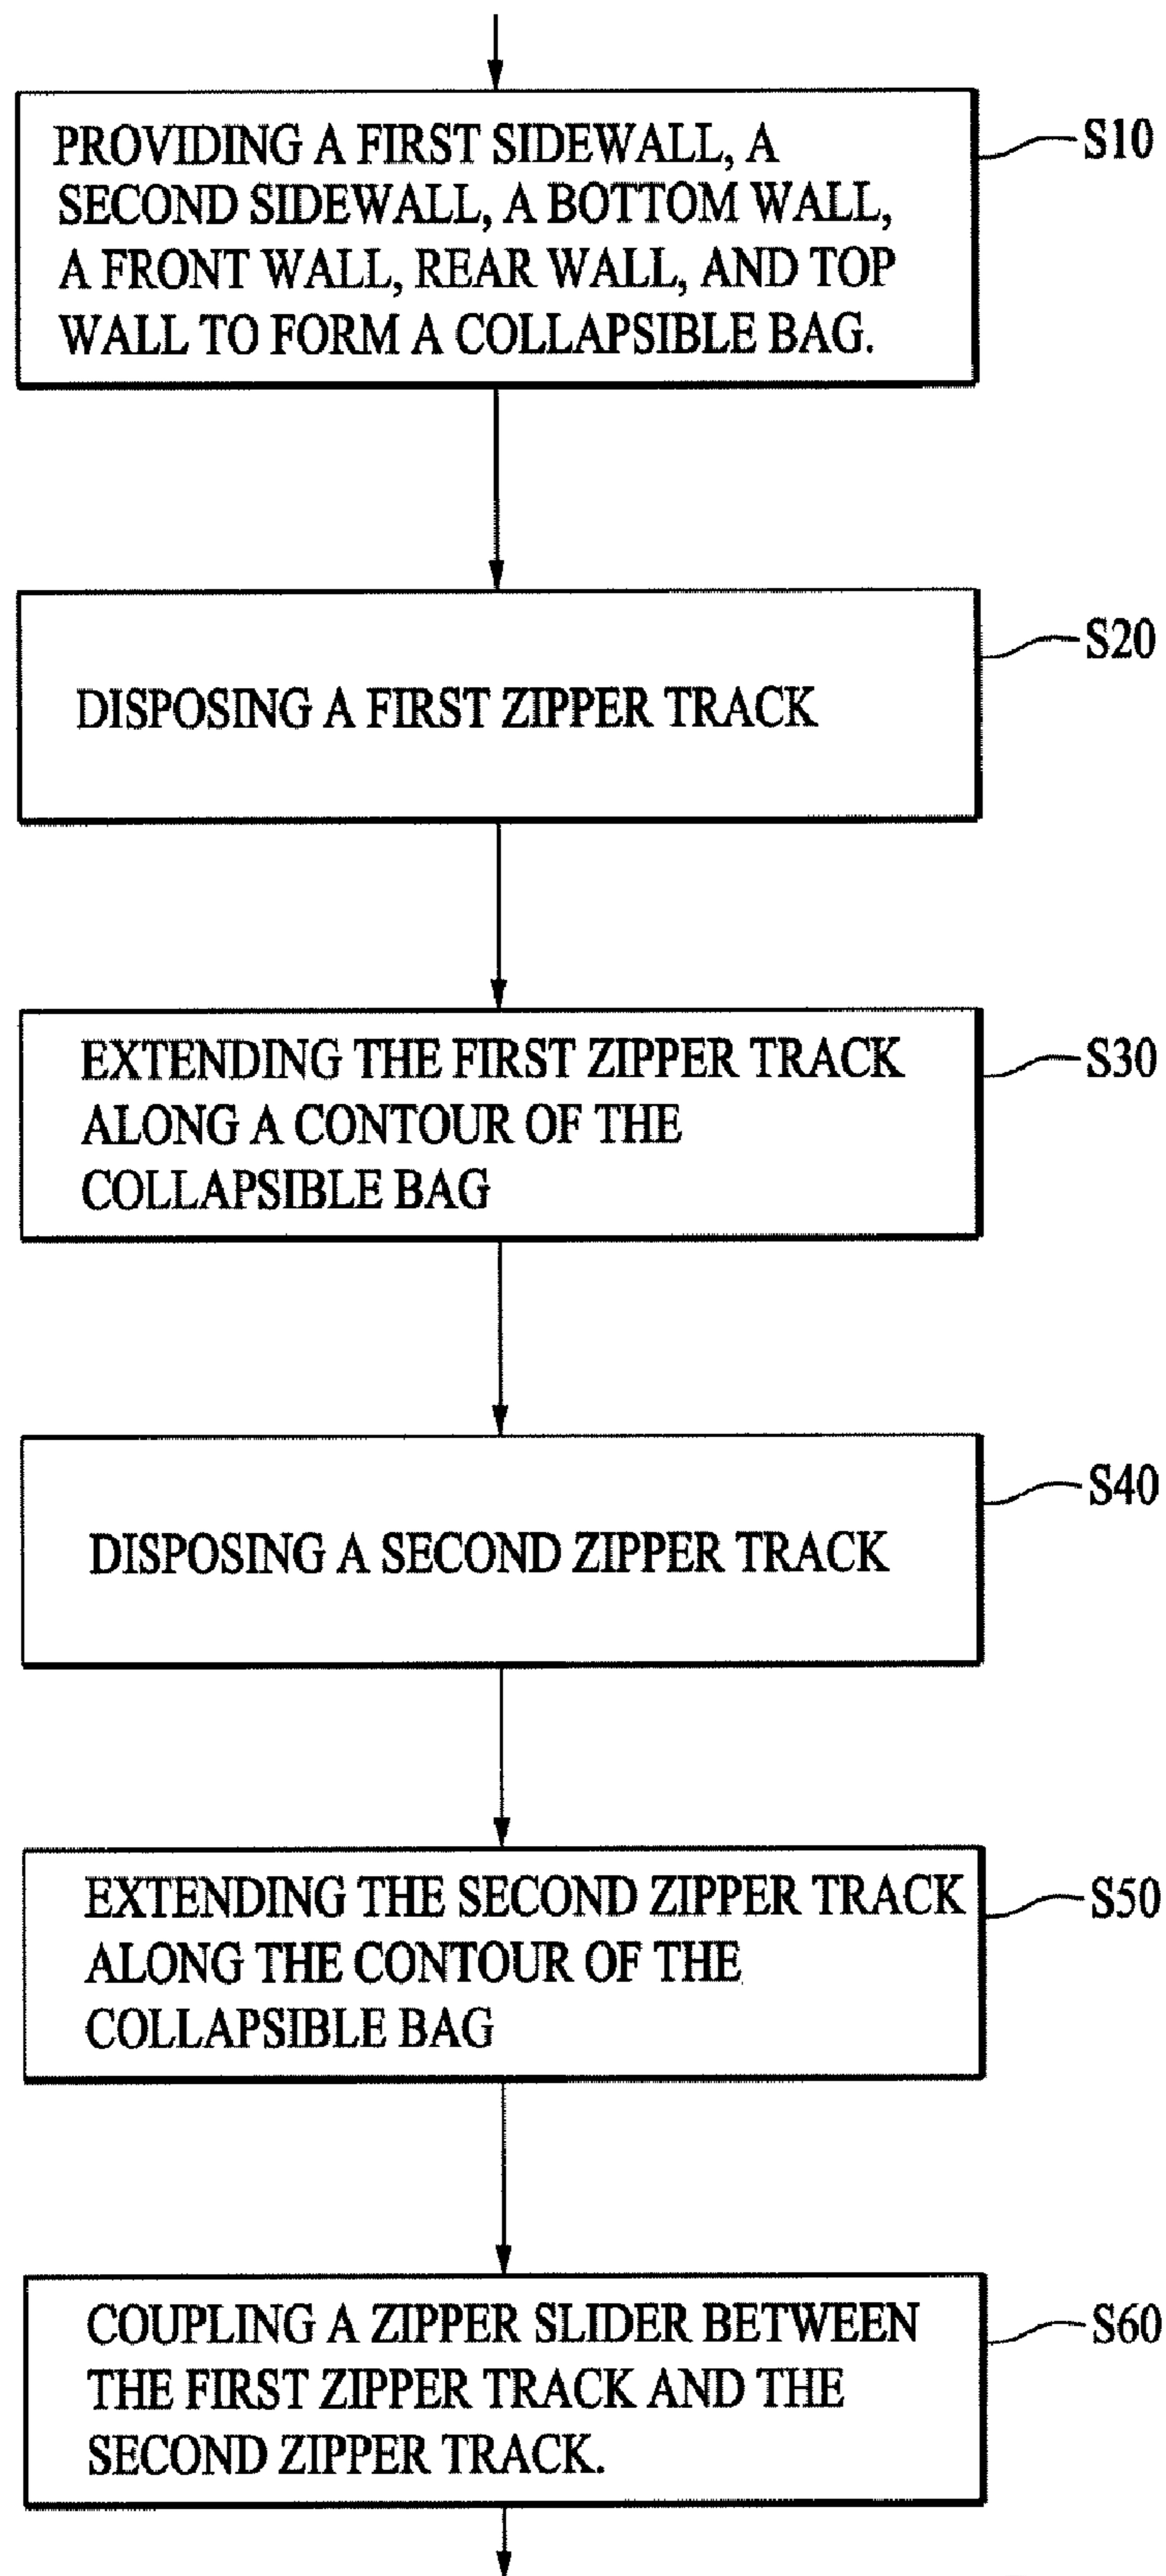 PROVIDING A FIRST SIDEWALL, A
SECOND SIDEWALL, A BOTTOM WALL,
A FRONT WALL, REAR WALL, AND TOP
WALL TO FORM A COLLAPSIBLE BAG.
S10
DISPOSING A FIRST ZIPPER TRACK
S20
EXTENDING THE FIRST ZIPPER TRACK
ALONG A CONTOUR OF THE
COLLAPSIBLE BAG
S30
DISPOSING A SECOND ZIPPER TRACK
S40
EXTENDING THE SECOND ZIPPER TRACK
ALONG THE CONTOUR OF THE
COLLAPSIBLE BAG
S50
COUPLING A ZIPPER SLIDER BETWEEN
THE FIRST ZIPPER TRACK AND THE
SECOND ZIPPER TRACK.
S60